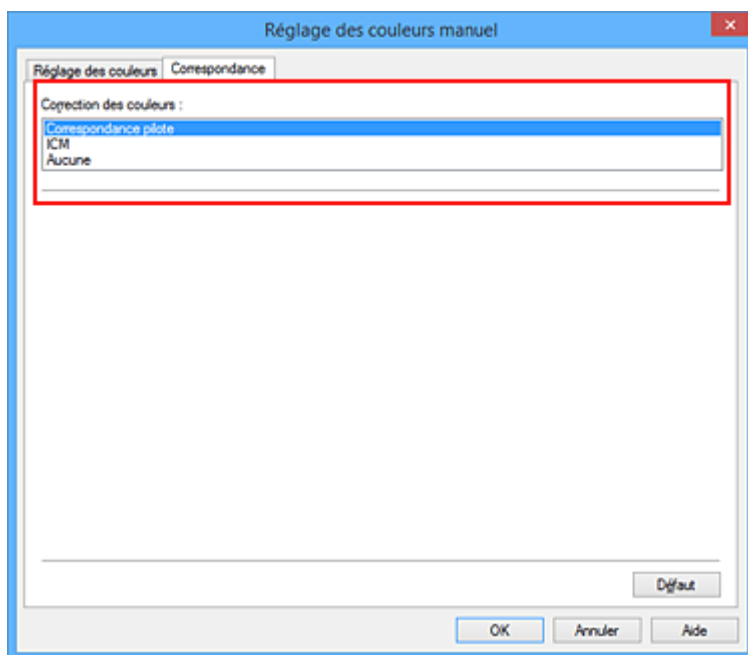 Réglage des couleurs manuel
Réglage des couleurs Correspondance
Correction des couleurs :
Correspondance pilote
ICM
Aucune
Défaut
OK Annuler Aide